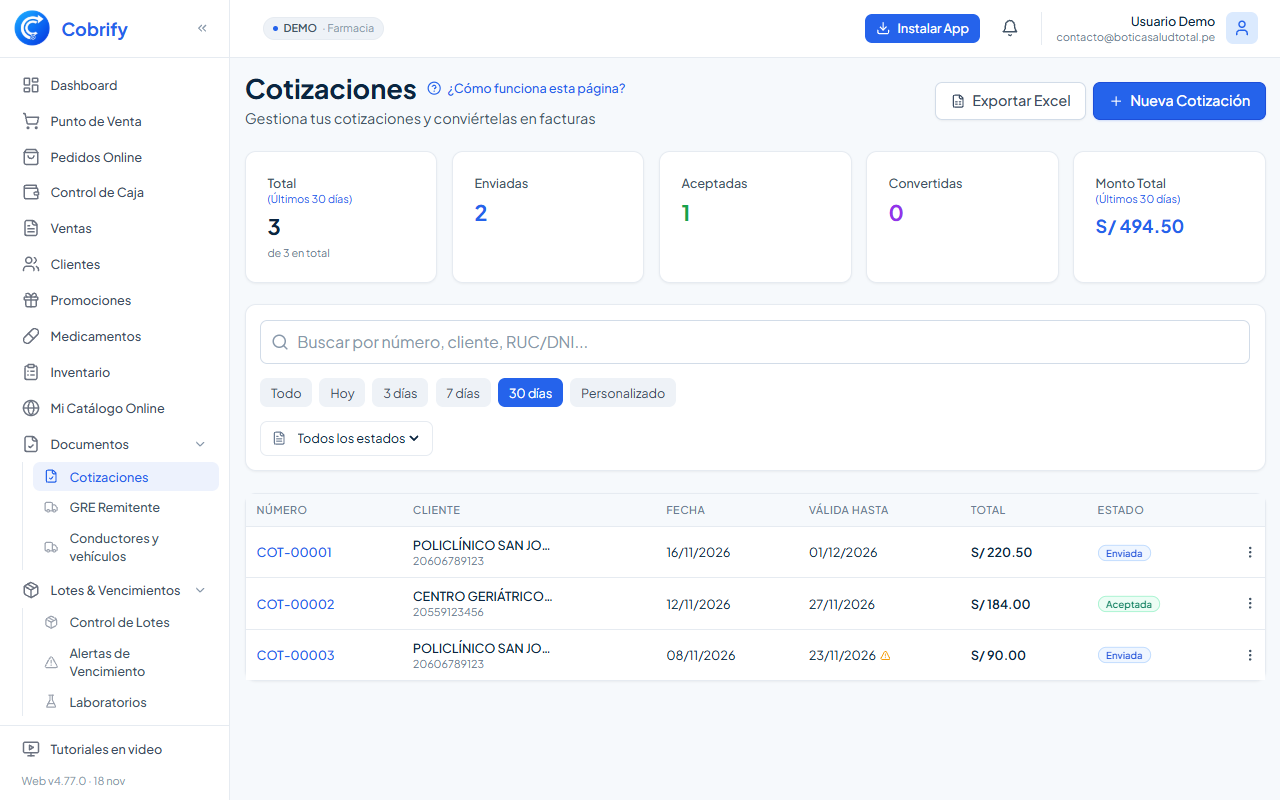 Cobrify
Dashboard
Punto de Venta
Pedidos Online
Control de Caja
Ventas
Clientes
Promociones
Medicamentos
Inventario
Mi Catálogo Online
Documentos
Cotizaciones
GRE Remitente
Conductores y
vehículos
Lotes & Vencimientos
Control de Lotes
Alertas de
Vencimiento
Laboratorios
Tutoriales en video
Web v4.77.0 · 18 nov
DEMO · Farmacia
Instalar App
Usuario Demo
contacto@boticasaludtotal.pe
Cotizaciones
¿Cómo funciona esta página?
Gestiona tus cotizaciones y conviértelas en facturas
Exportar Excel
+ Nueva Cotización
Total
(Últimos 30 días)
3
de 3 en total
Enviadas
2
Aceptadas
1
Convertidas
0
Monto Total
(Últimos 30 días)
S/ 494.50
Buscar por número, cliente, RUC/DNI...
Todo Hoy 3 días 7 días 30 días Personalizado
Todos los estados
NÚMERO CLIENTE FECHA VÁLIDA HASTA TOTAL ESTADO
COT-00001 POLICLÍNICO SAN JO... 16/11/2026 01/12/2026 S/ 220.50 Enviada
20606789123
COT-00002 CENTRO GERIÁTRICO... 12/11/2026 27/11/2026 S/ 184.00 Aceptada
20559123456
COT-00003 POLICLÍNICO SAN JO... 08/11/2026 23/11/2026 S/ 90.00 Enviada
20606789123